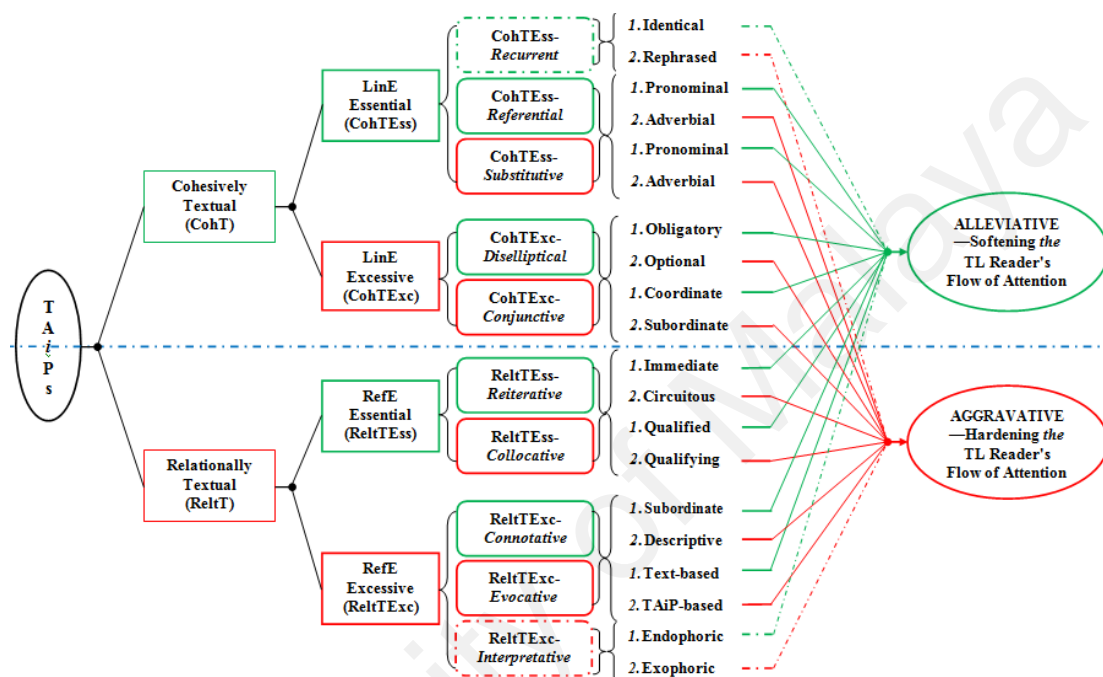 T
A
i
P
s
Cohesively
Textual
(CohT)
Relationally
Textual
(ReltT)
LinE
Essential
(CohTEss)
LinE
Excessive
(CohTExc)
RefE
Essential
(ReltTEss)
RefE
Excessive
(ReltTExc)
CohTEss-
Recurrent
CohTEss-
Referential
CohTEss-
Substitutive
CohTExc-
Diselliptical
CohTExc-
Conjunctive
ReltTEss-
Reiterative
ReltTEss-
Collocative
ReltTExc-
Connotative
ReltTExc-
Evocative
ReltTExc-
Interpretative
1.Identical
2.Rephrased
1.Pronominal
2.Adverbial
1.Pronominal
2.Adverbial
1.Obligatory
2.Optional
1.Coordinate
2.Subordinate
1.Immediate
2.Circuitous
1.Qualified
2.Qualifying
1.Subordinate
2.Descriptive
1.Text-based
2.TAiP-based
1.Endophoric
2.Exophoric
ALLEVIATIVE
—Softening the
TL Reader's
Flow of Attention
AGGRAVATIVE
—Hardening the
TL Reader's
Flow of Attention
of Malaya